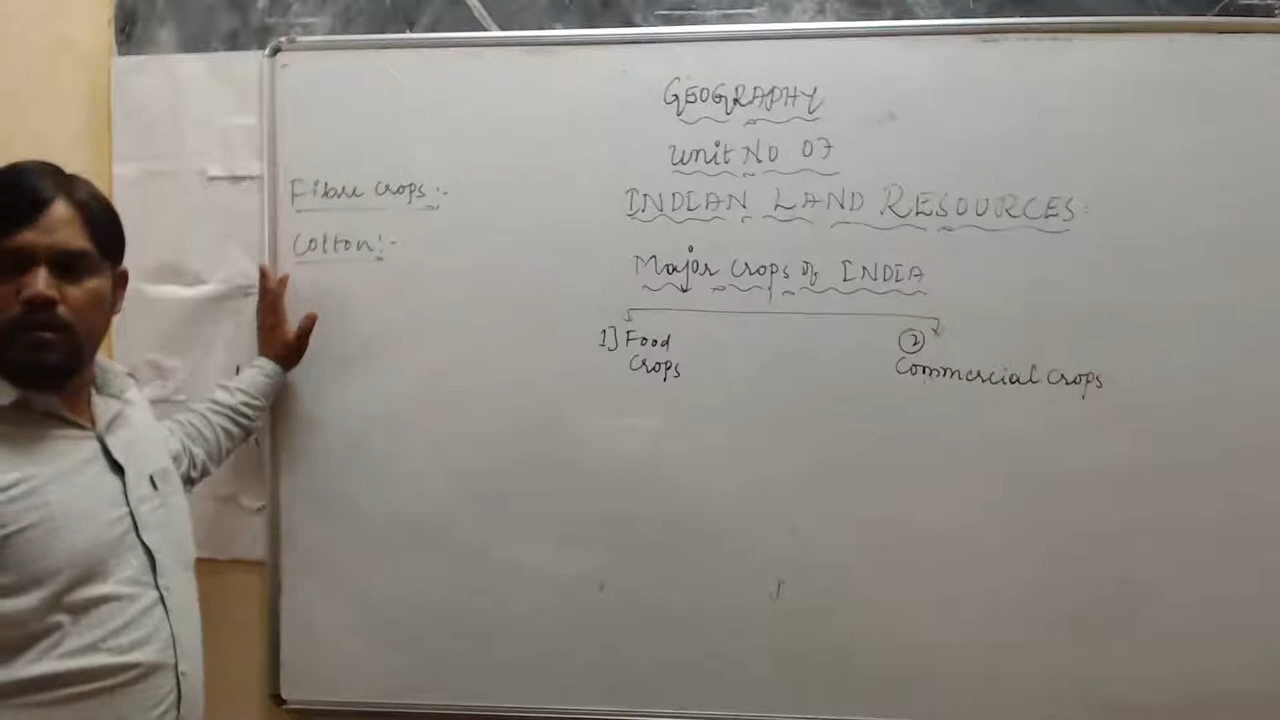 GEOGRAPHY
Unit No 07
INDIAN LAND RESOURCES:
Major Crops of INDIA
1] Food
Crops
②
Commercial Crops
Fibre Crops :-
Cotton :-